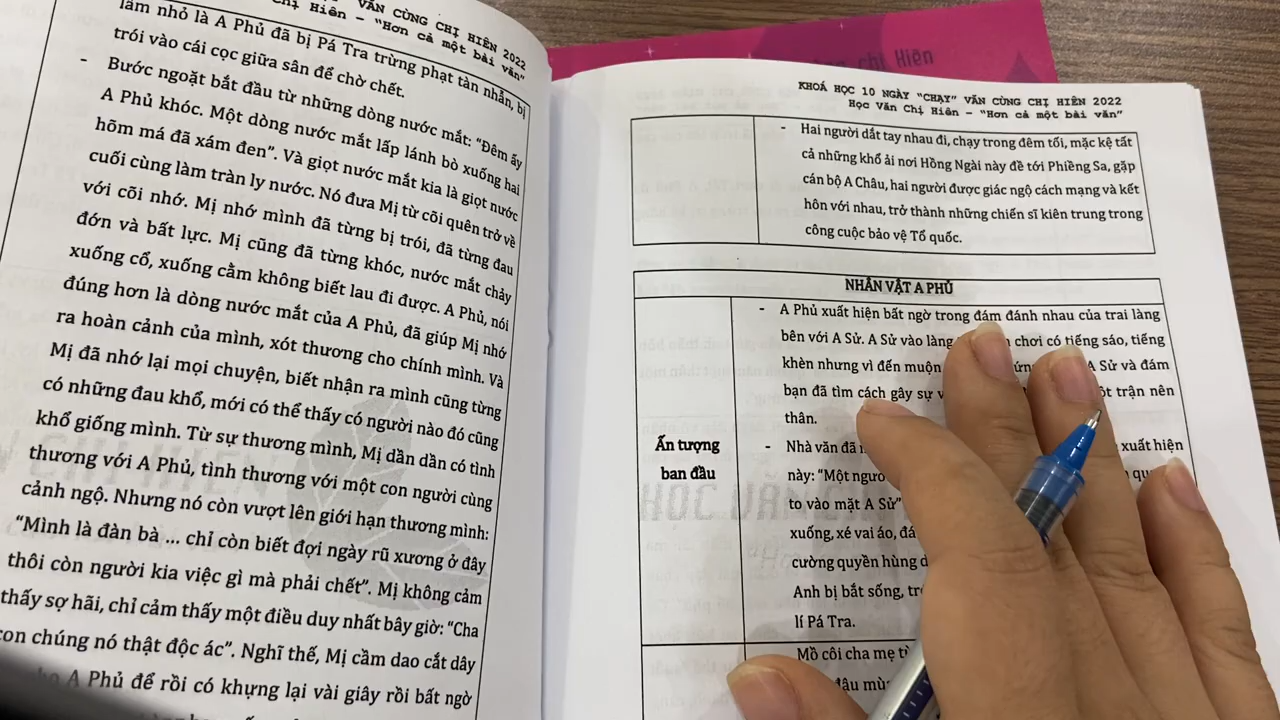 VĂN CÙNG CHỊ HIÊN 2022
Chị Hiên – "Hơn cả một bài văn"
lầm nhỏ là A Phủ đã bị Pá Tra trừng phạt tàn nhẫn, bị
trói vào cái cọc giữa sân để chờ chết.
- Bước ngoặt bắt đầu từ những dòng nước mắt: "Đêm ấy
A Phủ khóc. Một dòng nước mắt lấp lánh bò xuống hai
hõm má đã xám đen". Và giọt nước mắt kia là giọt nước
cuối cùng làm tràn ly nước. Nó đưa Mị từ cõi quên trở về
với cõi nhớ. Mị nhớ mình đã từng bị trói, đã từng đau
đớn và bất lực. Mị cũng đã từng khóc, nước mắt chảy
xuống cổ, xuống cằm không biết lau đi được. A Phủ, nói
đúng hơn là dòng nước mắt của A Phủ, đã giúp Mị nhớ
ra hoàn cảnh của mình, xót thương cho chính mình. Và
Mị đã nhớ lại mọi chuyện, biết nhận ra mình cũng từng
có những đau khổ, mới có thể thấy có người nào đó cũng
khổ giống mình. Từ sự thương mình, Mị dần dần có tình
thương với A Phủ, tình thương với một con người cùng
cảnh ngộ. Nhưng nó còn vượt lên giới hạn thương mình:
"Mình là đàn bà ... chỉ còn biết đợi ngày rũ xương ở đây
thôi còn người kia việc gì mà phải chết". Mị không cảm
thấy sợ hãi, chỉ cảm thấy một điều duy nhất bây giờ: "Cha
con chúng nó thật độc ác". Nghĩ thế, Mị cầm dao cắt dây
A Phủ để rồi có khựng lại vài giây rồi bất ngờ
chị Hiên
KHOÁ HỌC 10 NGÀY "CHẠY" VĂN CÙNG CHỊ HIÊN 2022
Học Văn Chị Hiên – "Hơn cả một bài văn"
- Hai người dắt tay nhau đi, chạy trong đêm tối, mặc kệ tất
cả những khổ ải nơi Hồng Ngài này đề tới Phiềng Sa, gặp
cán bộ A Châu, hai người được giác ngộ cách mạng và kết
hôn với nhau, trở thành những chiến sĩ kiên trung trong
công cuộc bảo vệ Tổ quốc.
NHÂN VẬT A PHỦ
Ấn tượng
ban đầu
- A Phủ xuất hiện bất ngờ trong đám đánh nhau của trai làng
bên với A Sử. A Sử vào làng chơi có tiếng sáo, tiếng
khèn nhưng vì đến muộn A Sử và đám
bạn đã tìm cách gây sự trận nên
thân.
- Nhà văn đã xuất hiện
này: "Một ngư
to vào mặt A Sử"
xuống, xé vai áo,
cường quyền hùng
Anh bị bắt sống,
lí Pá Tra.
Mồ côi cha mẹ